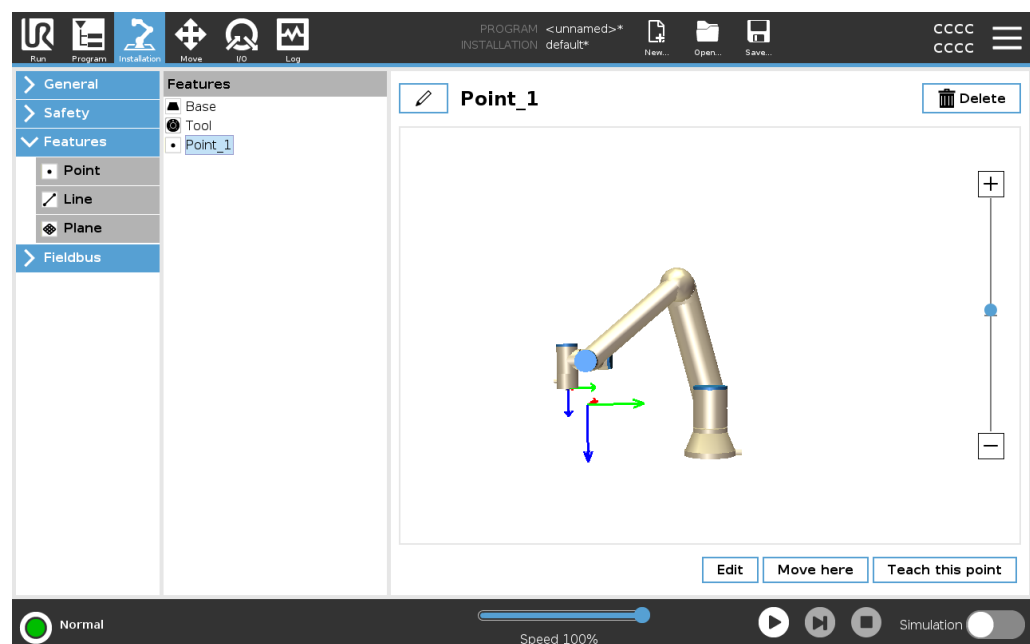 UR
Run
Program
Installation
Move
I/O
Log
PROGRAM <unnamed>*
INSTALLATION default*
New...
Open...
Save...
CCCC
CCCC
General
Safety
Features
Point
Line
Plane
Fieldbus
Features
Base
Tool
Point_1
Point_1
Delete
+
−
Edit
Move here
Teach this point
Normal
Speed 100%
Simulation